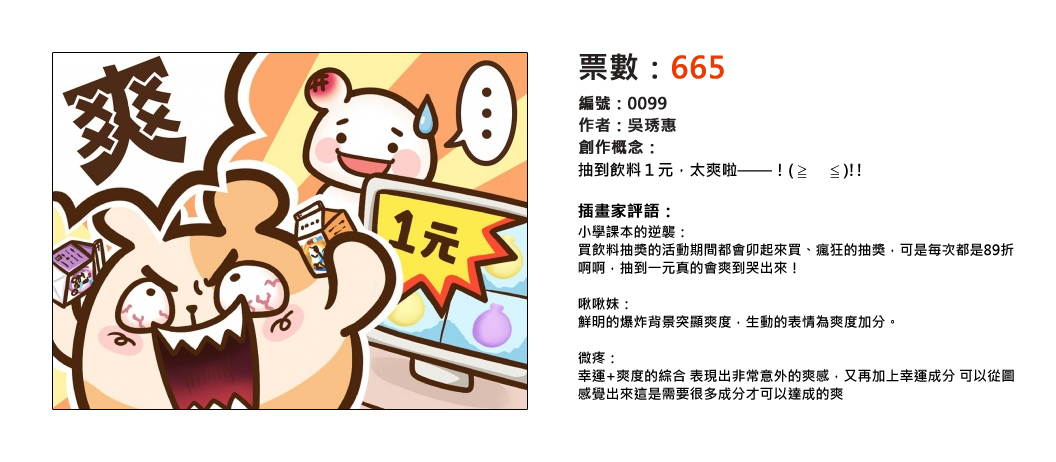 爽
1元
票數：665
編號：0099
作者：吳琇惠
創作概念：
抽到飲料１元，太爽啦——！(≧　≦)!!
插畫家評語：
小學課本的逆襲：
買飲料抽獎的活動期間都會卯起來買、瘋狂的抽獎，可是每次都是89折
啊啊，抽到一元真的會爽到哭出來！
啾啾妹：
鮮明的爆炸背景突顯爽度，生動的表情為爽度加分。
微疼：
幸運+爽度的綜合 表現出非常意外的爽感，又再加上幸運成分 可以從圖
感覺出來這是需要很多成分才可以達成的爽